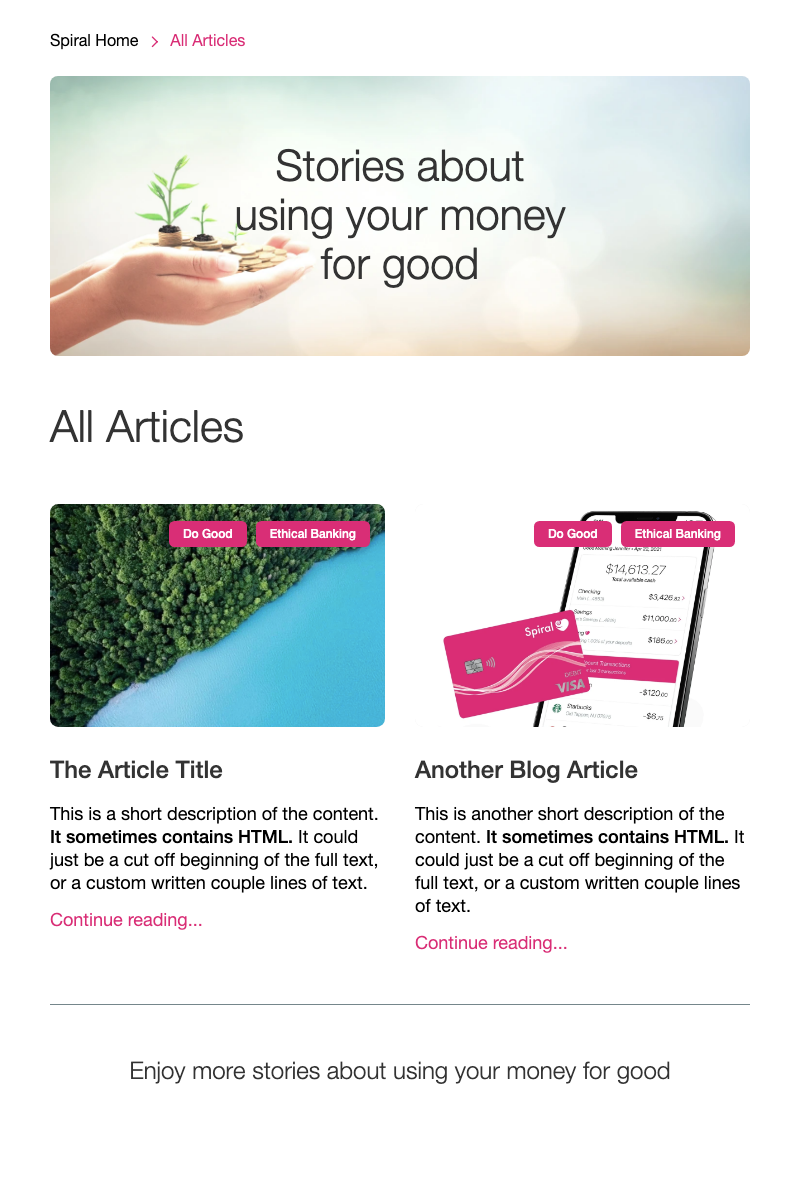 Spiral Home > All Articles
Stories about
using your money
for good
All Articles
Do Good Ethical Banking
Do Good Ethical Banking
$14,613.27
Total available cash
Checking
$3,426.82 >
Savings
$11,000.00 >
$186.00 >
Spiral
DEBIT
VISA
-$120.00
Starbucks
-$6.75
The Article Title
This is a short description of the content.
It sometimes contains HTML. It could
just be a cut off beginning of the full text,
or a custom written couple lines of text.
Continue reading...
Another Blog Article
This is another short description of the
content. It sometimes contains HTML. It
could just be a cut off beginning of the
full text, or a custom written couple lines
of text.
Continue reading...
Enjoy more stories about using your money for good